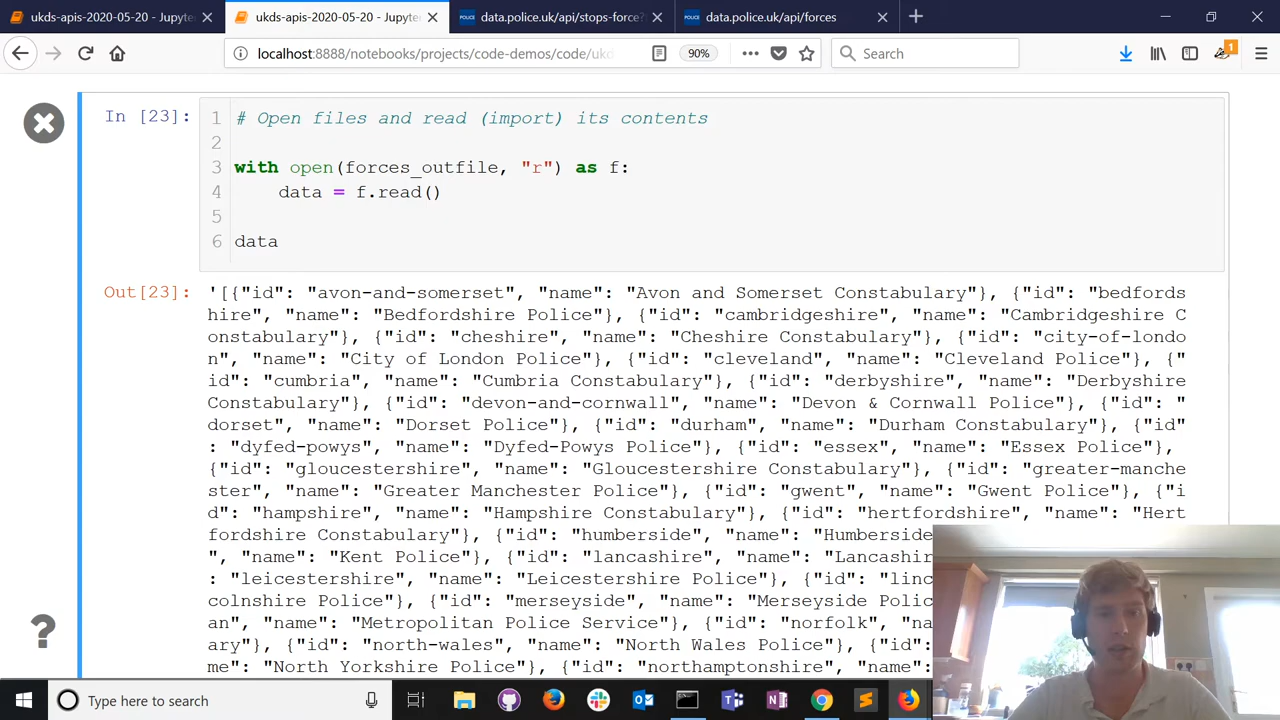 ukds-apis-2020-05-20 - Jupyter
ukds-apis-2020-05-20 - Jupyter
POLICE data.police.uk/api/stops-force?
POLICE data.police.uk/api/forces
localhost:8888/notebooks/projects/code-demos/code/ukd
90%
Search
1
In [23]:
1 # Open files and read (import) its contents
2
3 with open(forces_outfile, "r") as f:
4 data = f.read()
5
6 data
Out[23]:
'[{"id": "avon-and-somerset", "name": "Avon and Somerset Constabulary"}, {"id": "bedfords
hire", "name": "Bedfordshire Police"}, {"id": "cambridgeshire", "name": "Cambridgeshire C
onstabulary"}, {"id": "cheshire", "name": "Cheshire Constabulary"}, {"id": "city-of-londo
n", "name": "City of London Police"}, {"id": "cleveland", "name": "Cleveland Police"}, {"
id": "cumbria", "name": "Cumbria Constabulary"}, {"id": "derbyshire", "name": "Derbyshire
Constabulary"}, {"id": "devon-and-cornwall", "name": "Devon & Cornwall Police"}, {"id": "
dorset", "name": "Dorset Police"}, {"id": "durham", "name": "Durham Constabulary"}, {"id"
: "dyfed-powys", "name": "Dyfed-Powys Police"}, {"id": "essex", "name": "Essex Police"},
{"id": "gloucestershire", "name": "Gloucestershire Constabulary"}, {"id": "greater-manche
ster", "name": "Greater Manchester Police"}, {"id": "gwent", "name": "Gwent Police"}, {"i
d": "hampshire", "name": "Hampshire Constabulary"}, {"id": "hertfordshire", "name": "Hert
fordshire Constabulary"}, {"id": "humberside", "name": "Humberside
", "name": "Kent Police"}, {"id": "lancashire", "name": "Lancashir
: "leicestershire", "name": "Leicestershire Police"}, {"id": "linc
colnshire Police"}, {"id": "merseyside", "name": "Merseyside Polic
an", "name": "Metropolitan Police Service"}, {"id": "norfolk", "na
ary"}, {"id": "north-wales", "name": "North Wales Police"}, {"id":
me": "North Yorkshire Police"}, {"id": "northamptonshire", "name":
?
Type here to search